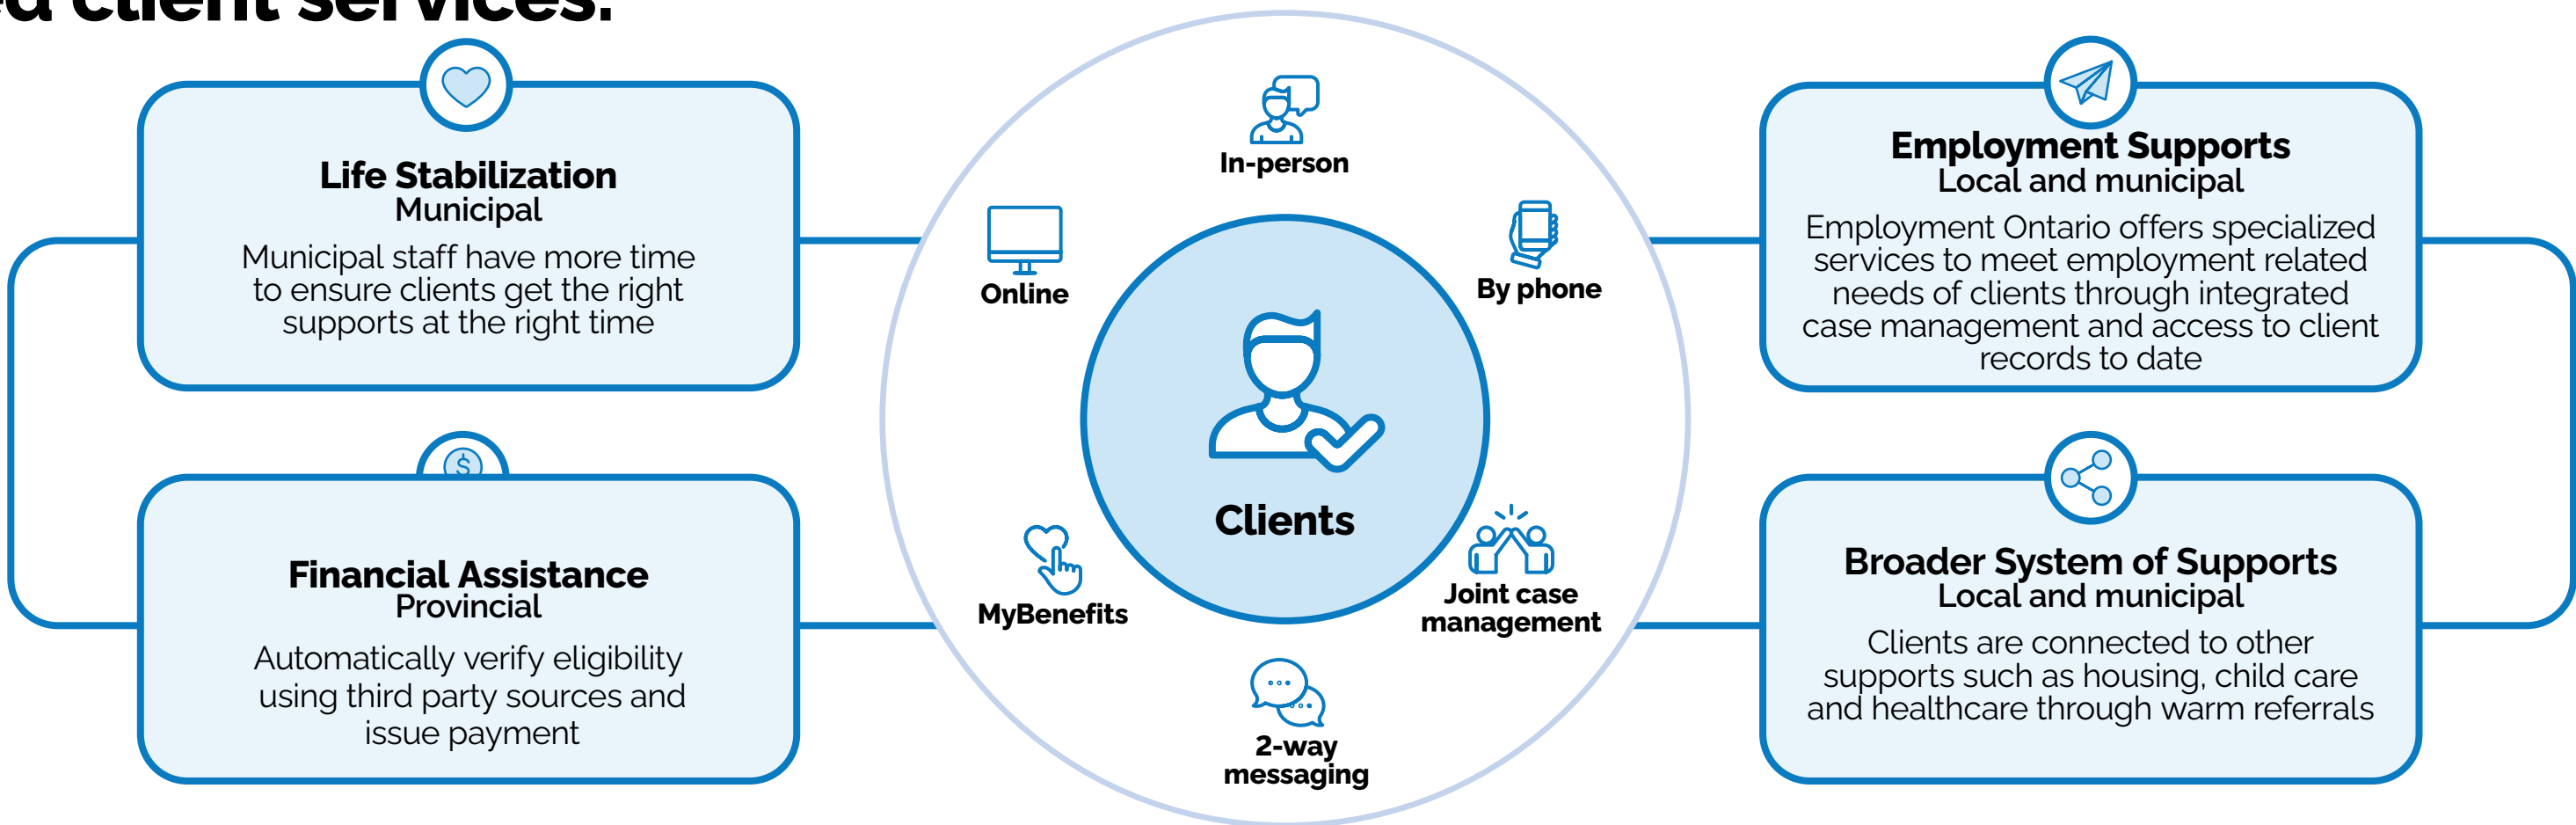 client services.
Life Stabilization
Municipal
Municipal staff have more time
to ensure clients get the right
supports at the right time
$
Financial Assistance
Provincial
Automatically verify eligibility
using third party sources and
issue payment
In-person
Online
By phone
Clients
MyBenefits
Joint case
management
2-way
messaging
Employment Supports
Local and municipal
Employment Ontario offers specialized
services to meet employment related
needs of clients through integrated
case management and access to client
records to date
Broader System of Supports
Local and municipal
Clients are connected to other
supports such as housing, child care
and healthcare through warm referrals